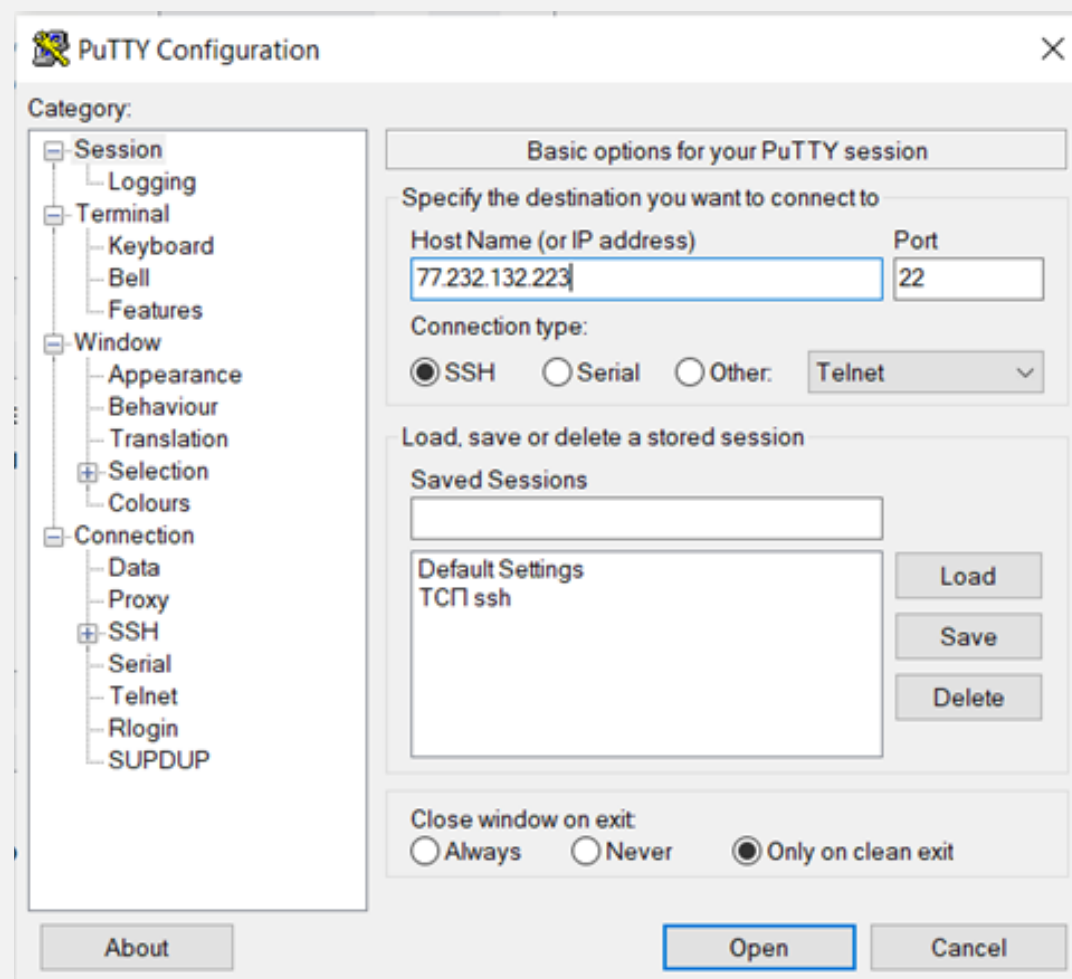 PuTTY Configuration
Category:
Session
Logging
Terminal
Keyboard
Bell
Features
Window
Appearance
Behaviour
Translation
Selection
Colours
Connection
Data
Proxy
SSH
Serial
Telnet
Rlogin
SUPDUP
Basic options for your PuTTY session
Specify the destination you want to connect to
Host Name (or IP address) Port
77.232.132.223 22
Connection type:
SSH Serial Other: Telnet
Load, save or delete a stored session
Saved Sessions
Default Settings
ТСП ssh
Load
Save
Delete
Close window on exit:
Always Never Only on clean exit
About Open Cancel